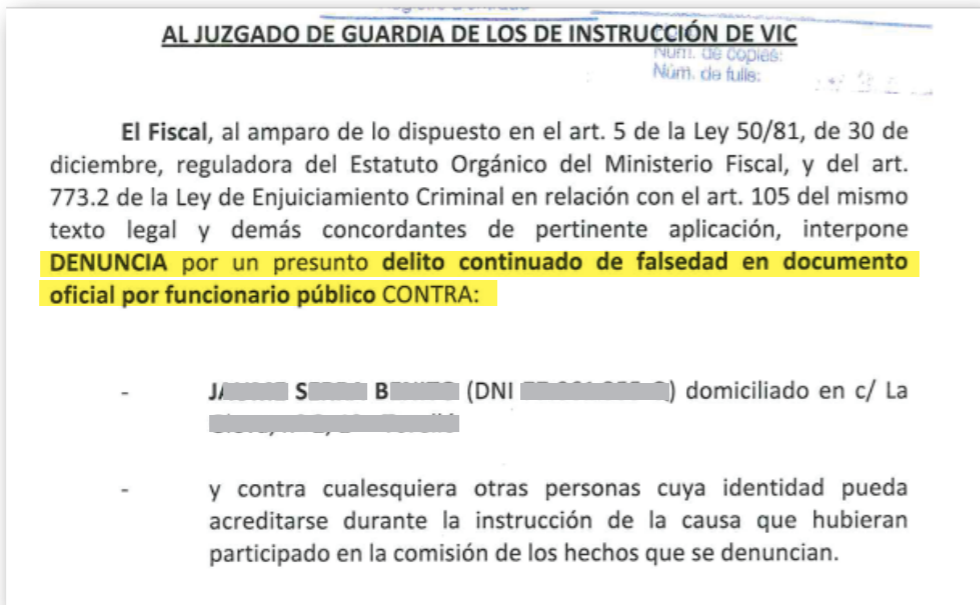 AL JUZGADO DE GUARDIA DE LOS DE INSTRUCCIÓN DE VIC
Núm. de copies:
Núm. de fulls:
El Fiscal, al amparo de lo dispuesto en el art. 5 de la Ley 50/81, de 30 de
diciembre, reguladora del Estatuto Orgánico del Ministerio Fiscal, y del art.
773.2 de la Ley de Enjuiciamiento Criminal en relación con el art. 105 del mismo
texto legal y demás concordantes de pertinente aplicación, interpone
DENUNCIA por un presunto delito continuado de falsedad en documento
oficial por funcionario público CONTRA:
- J S B (DNI ) domiciliado en c/ La
- y contra cualesquiera otras personas cuya identidad pueda
acreditarse durante la instrucción de la causa que hubieran
participado en la comisión de los hechos que se denuncian.